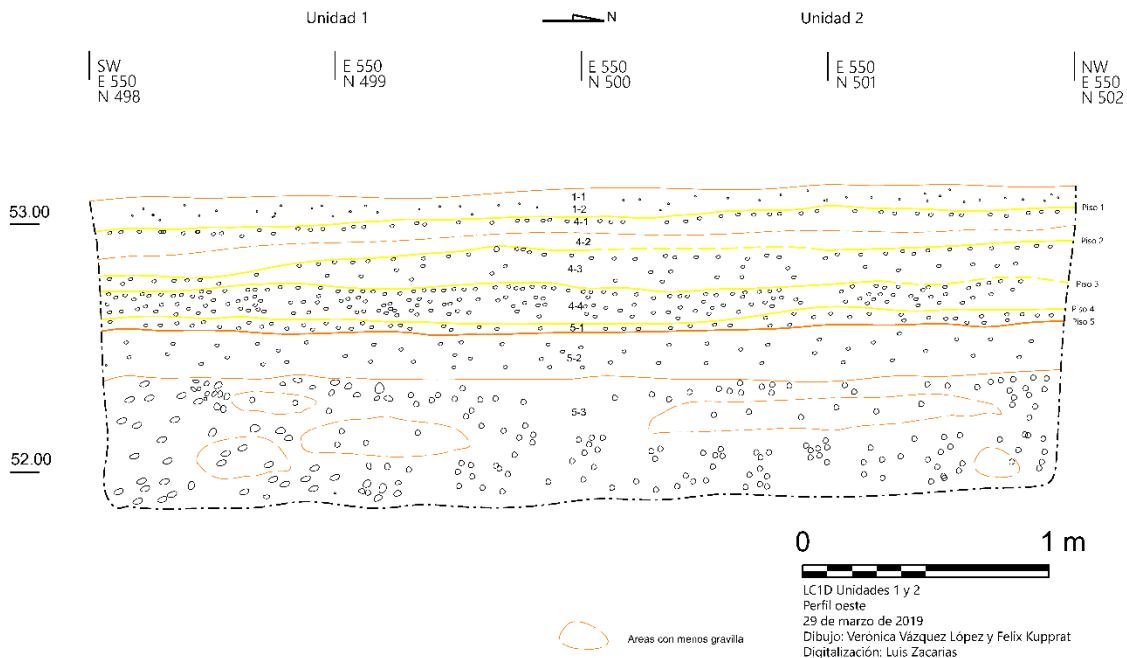 Unidad 1
N
Unidad 2
SW
E 550
N 498
E 550
N 499
E 550
N 500
E 550
N 501
NW
E 550
N 502
53.00
1-1
1-2
Piso 1
4-1
4-2
Piso 2
4-3
Piso 3
4-4
Piso 4
5-1
Piso 5
5-2
5-3
52.00
0
1 m
LC1D Unidades 1 y 2
Perfil oeste
29 de marzo de 2019
Dibujo: Verónica Vázquez López y Felix Kupprat
Digitalización: Luis Zacarias
Areas con menos gravilla